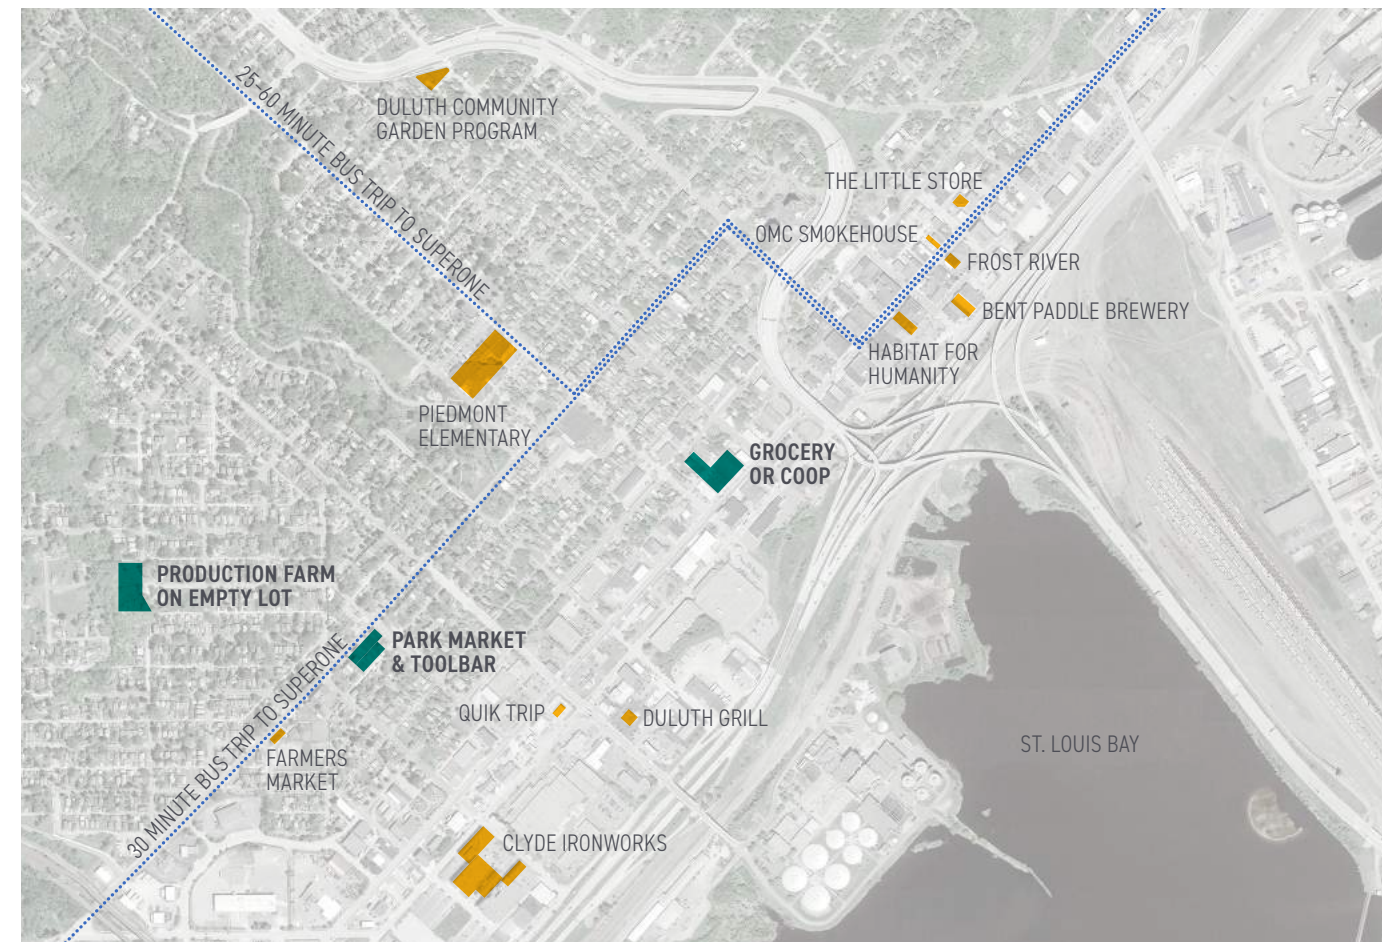 25-60 MINUTE BUS TRIP TO SUPERONE
DULUTH COMMUNITY
GARDEN PROGRAM
THE LITTLE STORE
OMC SMOKEHOUSE
FROST RIVER
BENT PADDLE BREWERY
HABITAT FOR
HUMANITY
PIEDMONT
ELEMENTARY
GROCERY
OR COOP
PRODUCTION FARM
ON EMPTY LOT
PARK MARKET
& TOOLBAR
30 MINUTE BUS TRIP TO SUPERONE
QUIK TRIP
DULUTH GRILL
FARMERS
MARKET
ST. LOUIS BAY
CLYDE IRONWORKS